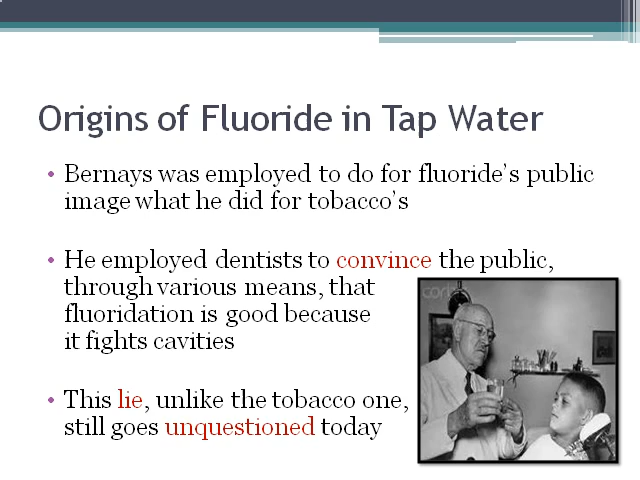 Origins of Fluoride in Tap Water
• Bernays was employed to do for fluoride's public
image what he did for tobacco's
• He employed dentists to convince the public,
through various means, that
fluoridation is good because
it fights cavities
• This lie, unlike the tobacco one,
still goes unquestioned today